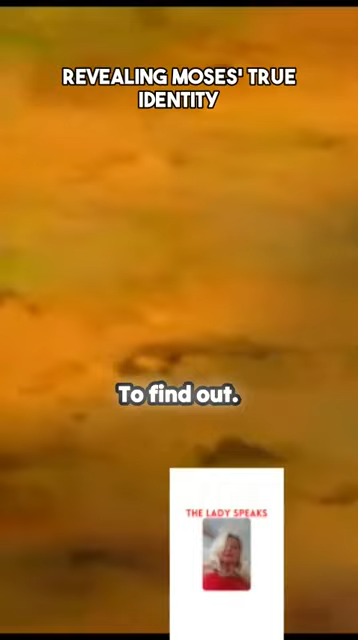 REVEALING MOSES' TRUE
IDENTITY
To find out.
THE LADY SPEAKS